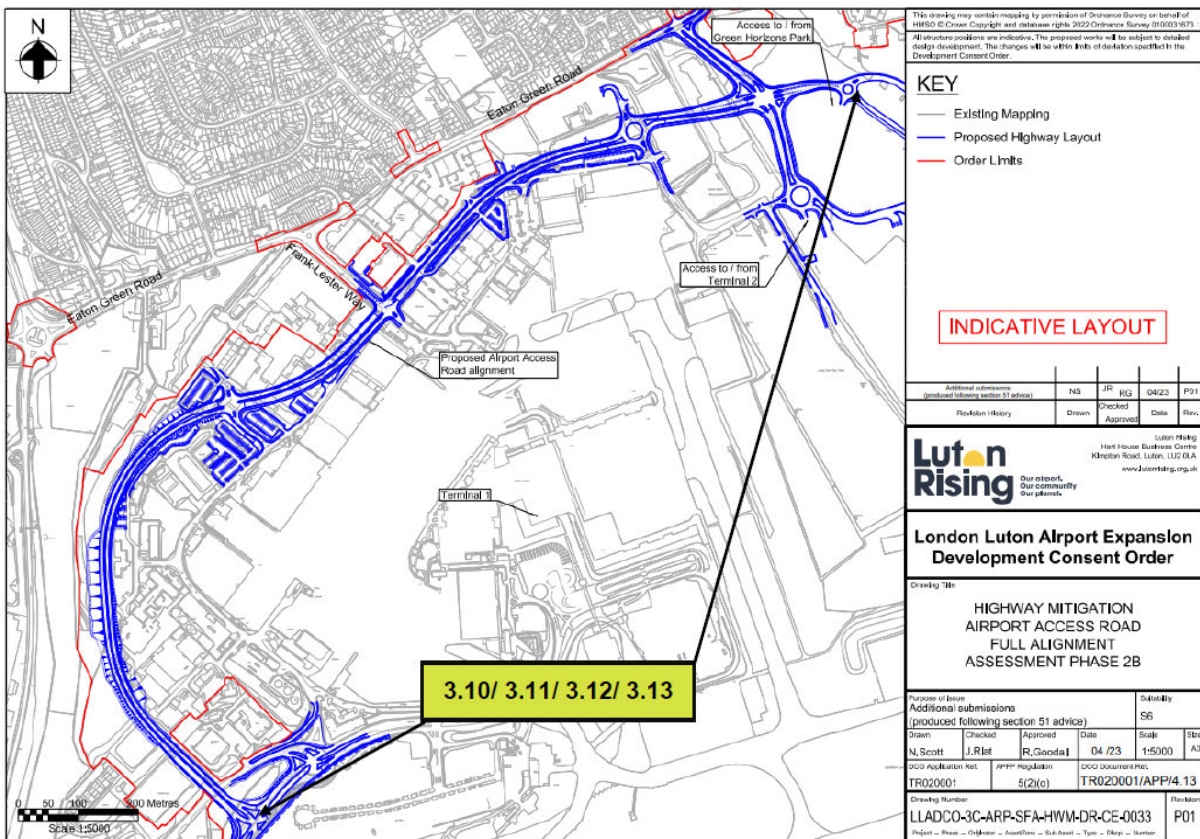 N
Eaton Green Road
Access to / from
Green Horizons Park
Frank Lester Way
Eaton Green Road
Access to / from
Terminal 2
Proposed Airport Access
Road alignment
Terminal 1
3.10/ 3.11/ 3.12/ 3.13
0 50 100 200 Metres
Scale 1:5000
This drawing may contain mapping by permission of Ordnance Survey on behalf of
HMSO © Crown Copyright and database rights 2022 Ordnance Survey 0100031673
All structure positions are indicative. The proposed works will be subject to detailed
design development. The changes will be within limits of deviation specified in the
Development Consent Order.
KEY
Existing Mapping
Proposed Highway Layout
Order Limits
INDICATIVE LAYOUT
Additional submissions
(produced following section 51 advice)
NS
JR
RG
04/23
P01
Revision History
Drawn
Checked
Approved
Date
Rev.
Luton
Rising
Our airport.
Our community
Our planet.
Luton Rising
Hart House Business Centre
Kimpton Road, Luton, LU2 0LA
www.lutonrising.org.uk
London Luton Airport Expansion
Development Consent Order
Drawing Title
HIGHWAY MITIGATION
AIRPORT ACCESS ROAD
FULL ALIGNMENT
ASSESSMENT PHASE 2B
Purpose of issue
Additional submissions
(produced following section 51 advice)
Suitability
S6
Drawn
N.Scott
Checked
J.Riat
Approved
R.Goodal
Date
04 /23
Scale
1:5000
Size
A3
DCO Application Ref.
TR020001
APFP Regulation
5(2)(o)
DCO Document Ref.
TR020001/APP/4.13
Drawing Number
LLADCO-3C-ARP-SFA-HWM-DR-CE-0033
Revision
P01